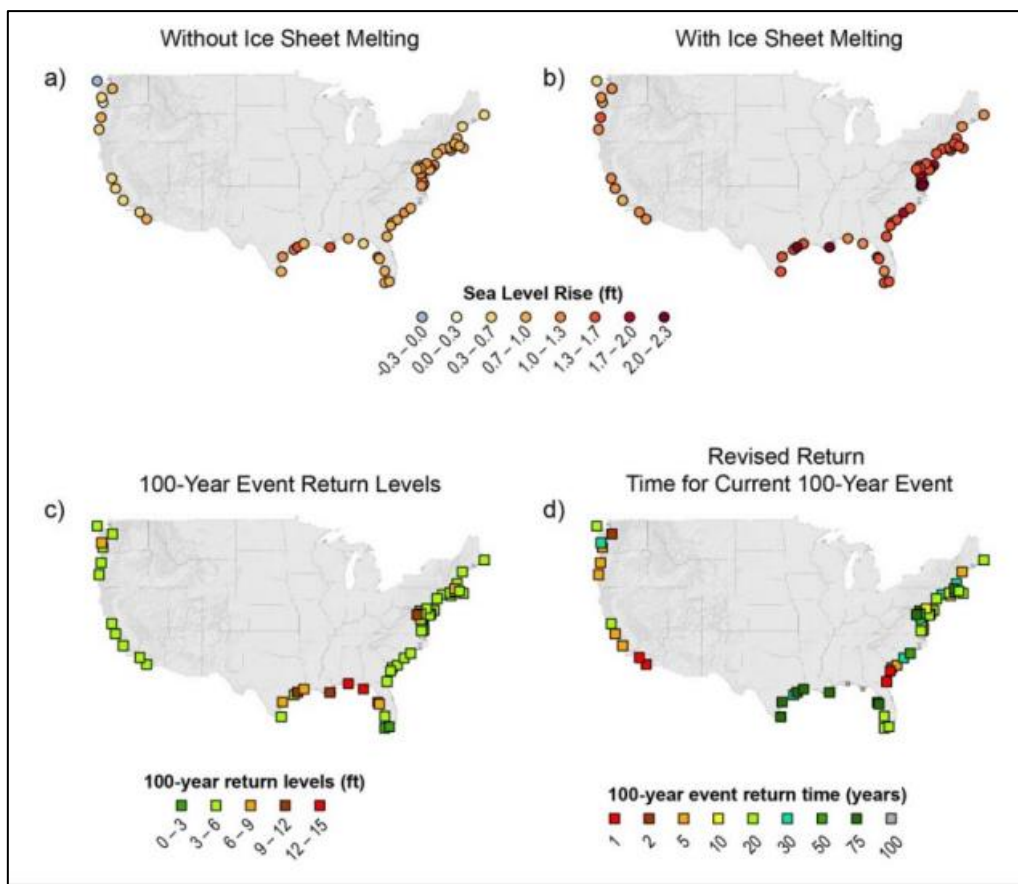 Without Ice Sheet Melting
With Ice Sheet Melting
a)
b)
Sea Level Rise (ft)
-0.3 – 0.0
0.0 – 0.3
0.3 – 0.7
0.7 – 1.0
1.0 – 1.3
1.3 – 1.7
1.7 – 2.0
2.0 – 2.3
100-Year Event Return Levels
Revised Return
Time for Current 100-Year Event
c)
d)
100-year return levels (ft)
0 – 3
3 – 6
6 – 9
9 – 12
12 – 15
100-year event return time (years)
1
2
5
10
20
30
50
75
100